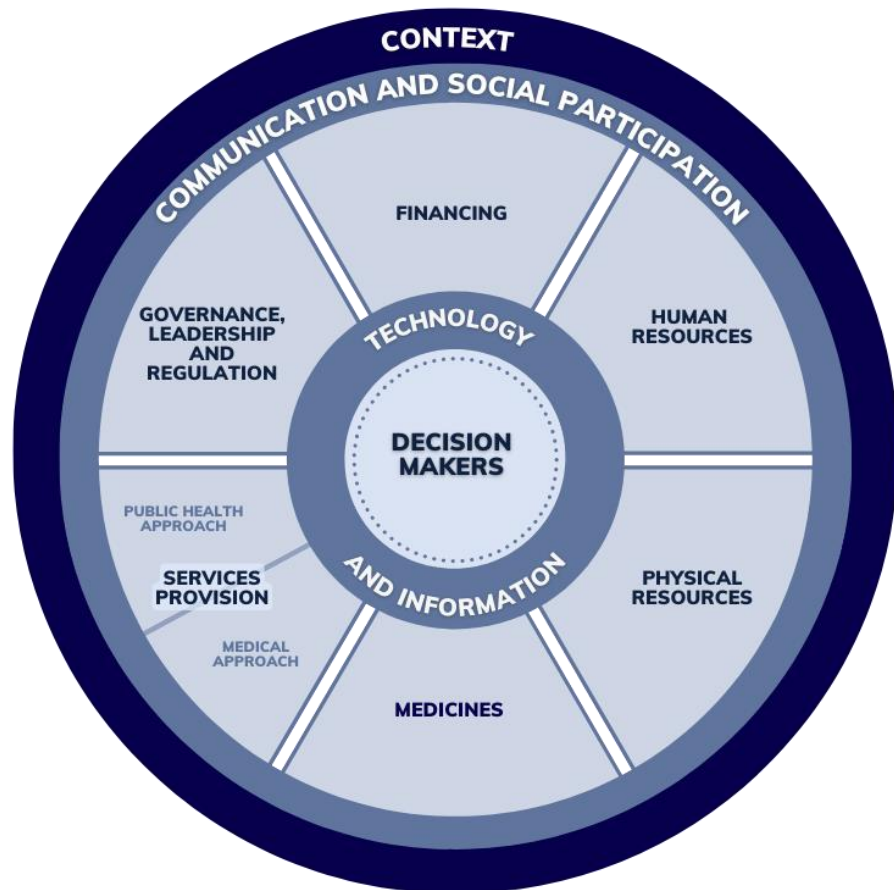 CONTEXT
COMMUNICATION AND SOCIAL PARTICIPATION
FINANCING
GOVERNANCE,
LEADERSHIP
AND
REGULATION
HUMAN
RESOURCES
TECHNOLOGY
DECISION
MAKERS
AND INFORMATION
PUBLIC HEALTH
APPROACH
SERVICES
PROVISION
MEDICAL
APPROACH
PHYSICAL
RESOURCES
MEDICINES